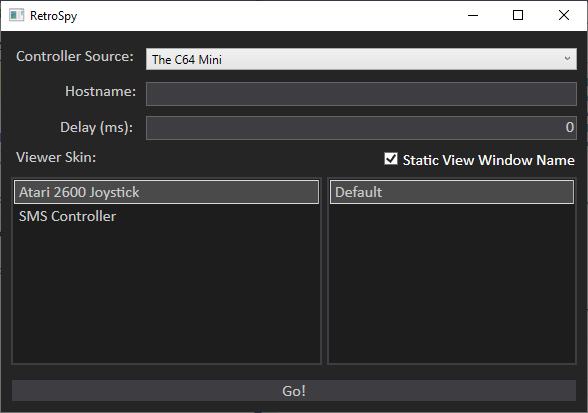 RetroSpy
Controller Source: The C64 Mini
Hostname:
Delay (ms): 0
Viewer Skin: Static View Window Name
Atari 2600 Joystick Default
SMS Controller
Go!